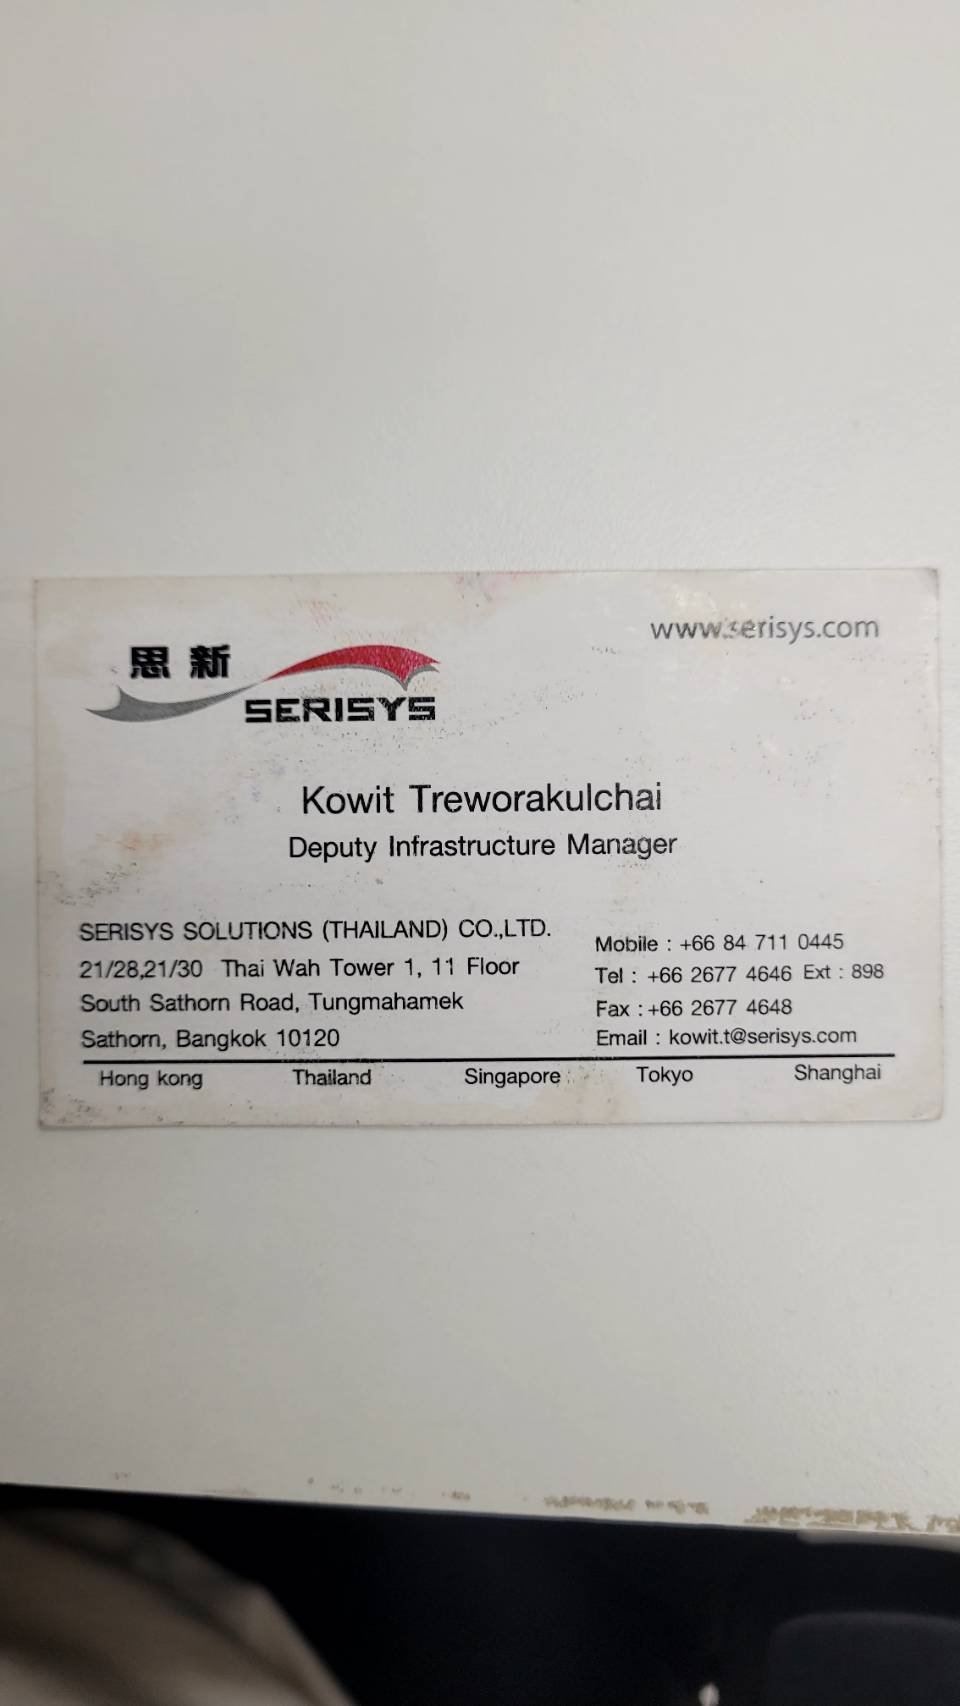 www.serisys.com
思新
SERISYS
Kowit Treworakulchai
Deputy Infrastructure Manager
SERISYS SOLUTIONS (THAILAND) CO.,LTD.
21/28,21/30 Thai Wah Tower 1, 11 Floor
South Sathorn Road, Tungmahamek
Sathorn, Bangkok 10120
Mobile : +66 84 711 0445
Tel : +66 2677 4646 Ext : 898
Fax : +66 2677 4648
Email : kowit.t@serisys.com
Hong kong Thailand Singapore Tokyo Shanghai